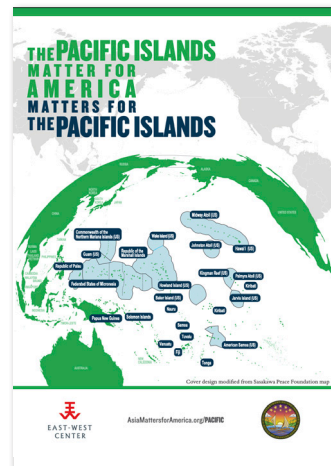 THE PACIFIC ISLANDS
MATTER FOR
AMERICA
MATTERS FOR
THE PACIFIC ISLANDS
CANADA
UNITED STATES
AUSTRALIA
Midway Atoll (US)
Commonwealth of the
Northern Mariana Islands (US)
Wake Island (US)
Johnston Atoll (US)
Hawai'i (US)
Guam (US)
Republic of the
Marshall Islands
Republic of Palau
Kingman Reef (US)
Palmyra Atoll (US)
Federated States of Micronesia
Howland Island (US)
Kiribati
Baker Island (US)
Jarvis Island (US)
Nauru
Kiribati
Papua New Guinea
Solomon Islands
Samoa
Tuvalu
Vanuatu
American Samoa (US)
Fiji
Tonga
Cover design modified from Sasakawa Peace Foundation map
EAST-WEST
CENTER
AsiaMattersforAmerica.org/PACIFIC